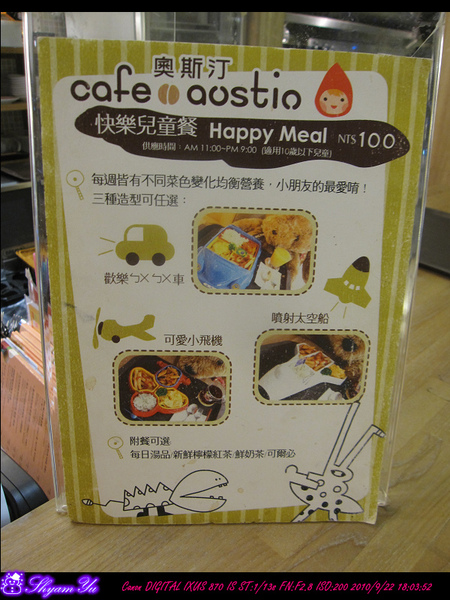 奧斯汀
cafe austin
快樂兒童餐 Happy Meal NT$100
供應時間：AM 11:00~PM 9:00 (適用10歲以下兒童)
每週皆有不同菜色變化均衡營養，小朋友的最愛唷！
三種造型可任選：
歡樂ㄅㄨㄅㄨ車
噴射太空船
可愛小飛機
附餐可選
每日湯品/新鮮檸檬紅茶/鮮奶茶/可爾必
Shyam Yu
Canon DIGITAL IXUS 870 IS ST:1/13s FN:F2.8 ISO:200 2010/9/22 18:03:52